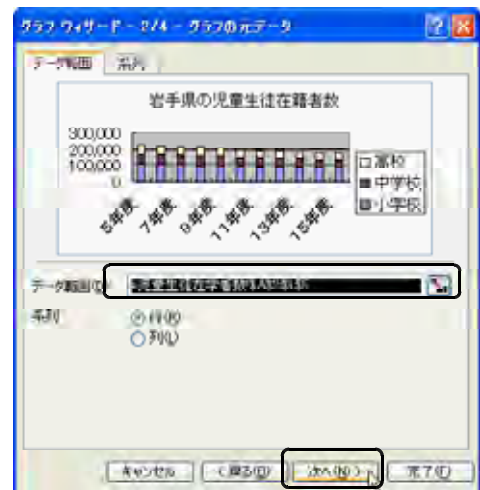 グラフ ウィザード - 2/4 - グラフの元データ
データ範囲 系列
岩手県の児童生徒在籍者数
300,000
200,000
100,000
0
5年度 7年度 9年度 11年度 13年度 15年度
高校
中学校
小学校
データ範囲(D):
系列
行(R)
列(L)
キャンセル < 戻る(B) 次へ(N) > 完了(F)